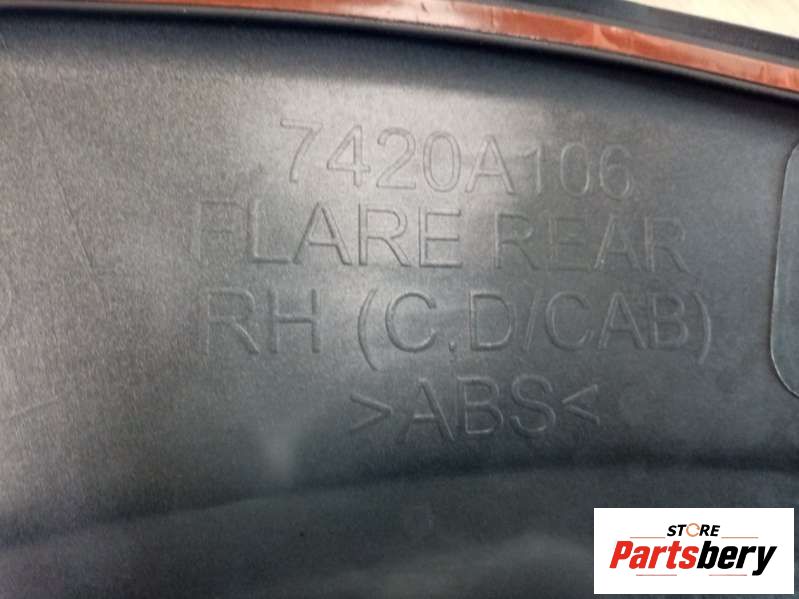 7420A106
FLARE REAR
RH (C,D/CAB)
>ABS<
STORE
Partsbery